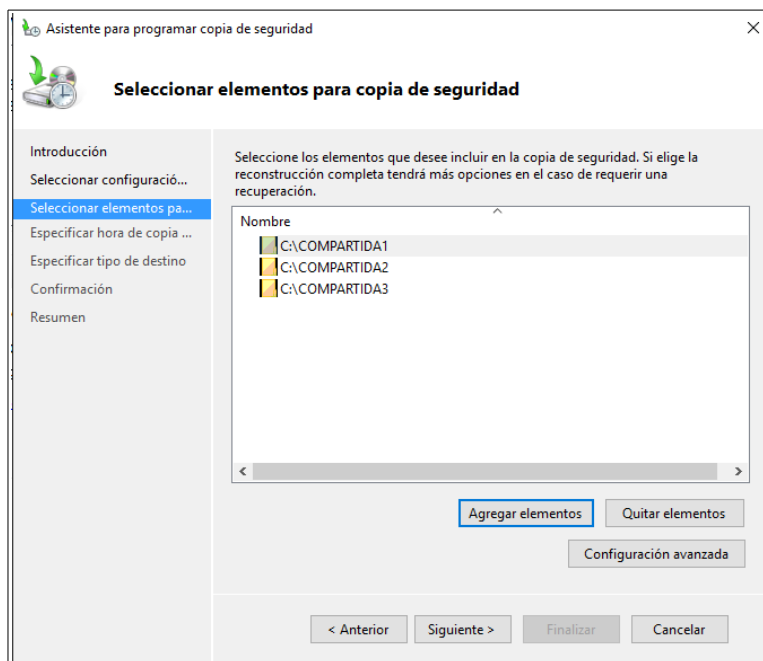 Asistente para programar copia de seguridad
Seleccionar elementos para copia de seguridad
Introducción
Seleccionar configuració...
Seleccionar elementos pa...
Especificar hora de copia ...
Especificar tipo de destino
Confirmación
Resumen
Seleccione los elementos que desee incluir en la copia de seguridad. Si elige la
reconstrucción completa tendrá más opciones en el caso de requerir una
recuperación.
Nombre
C:\COMPARTIDA1
C:\COMPARTIDA2
C:\COMPARTIDA3
Agregar elementos
Quitar elementos
Configuración avanzada
< Anterior
Siguiente >
Finalizar
Cancelar